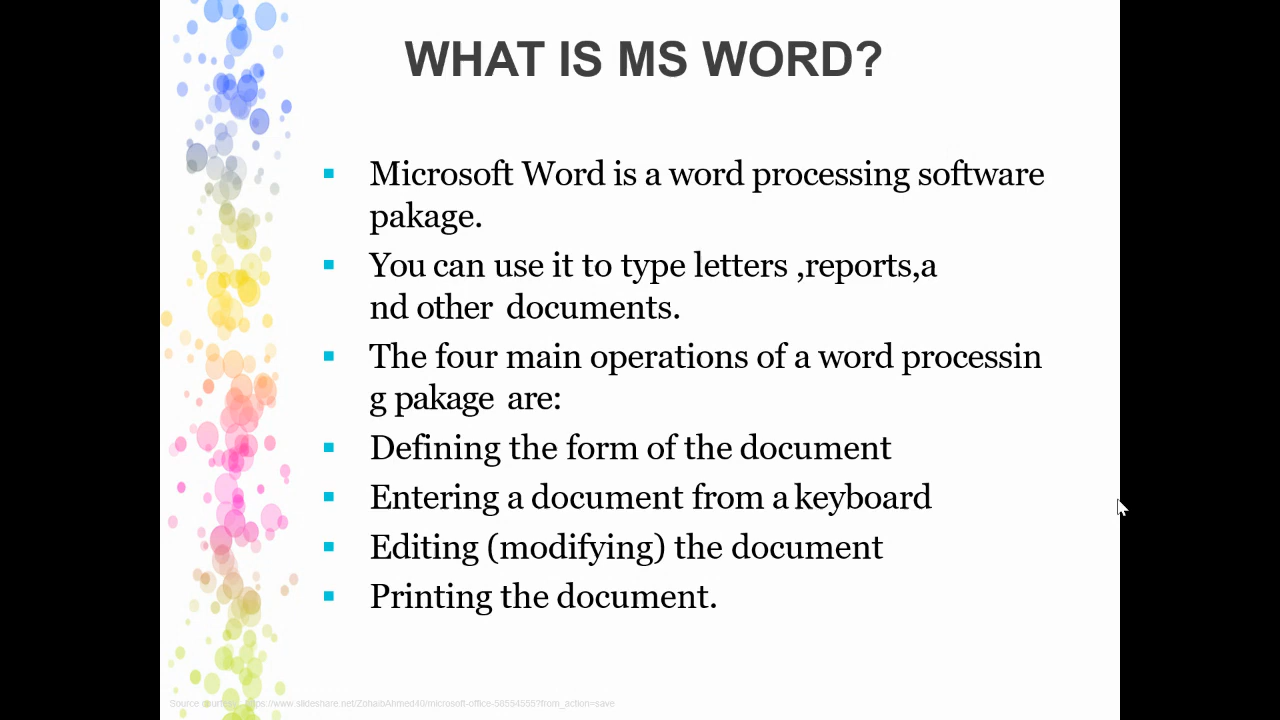 WHAT IS MS WORD?
▪ Microsoft Word is a word processing software
pakage.
▪ You can use it to type letters ,reports,a
nd other documents.
▪ The four main operations of a word processin
g pakage are:
▪ Defining the form of the document
▪ Entering a document from a keyboard
▪ Editing (modifying) the document
▪ Printing the document.
Source